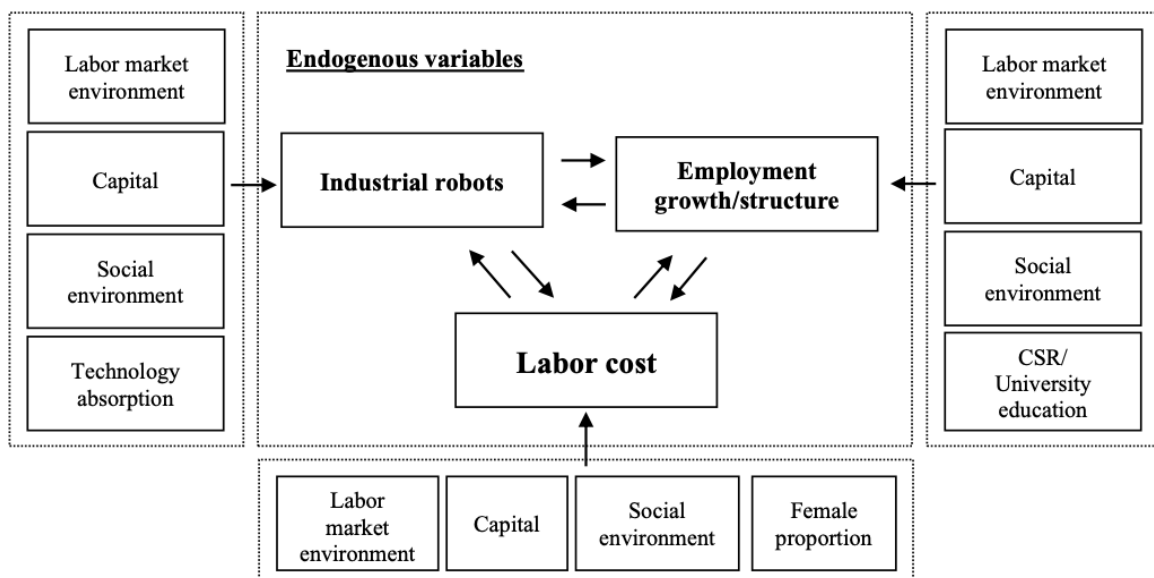 Labor market
environment
Capital
Social
environment
Technology
absorption
Endogenous variables
Industrial robots
Employment
growth/structure
Labor cost
Labor market
environment
Capital
Social
environment
CSR/
University
education
Labor
market
environment
Capital
Social
environment
Female
proportion